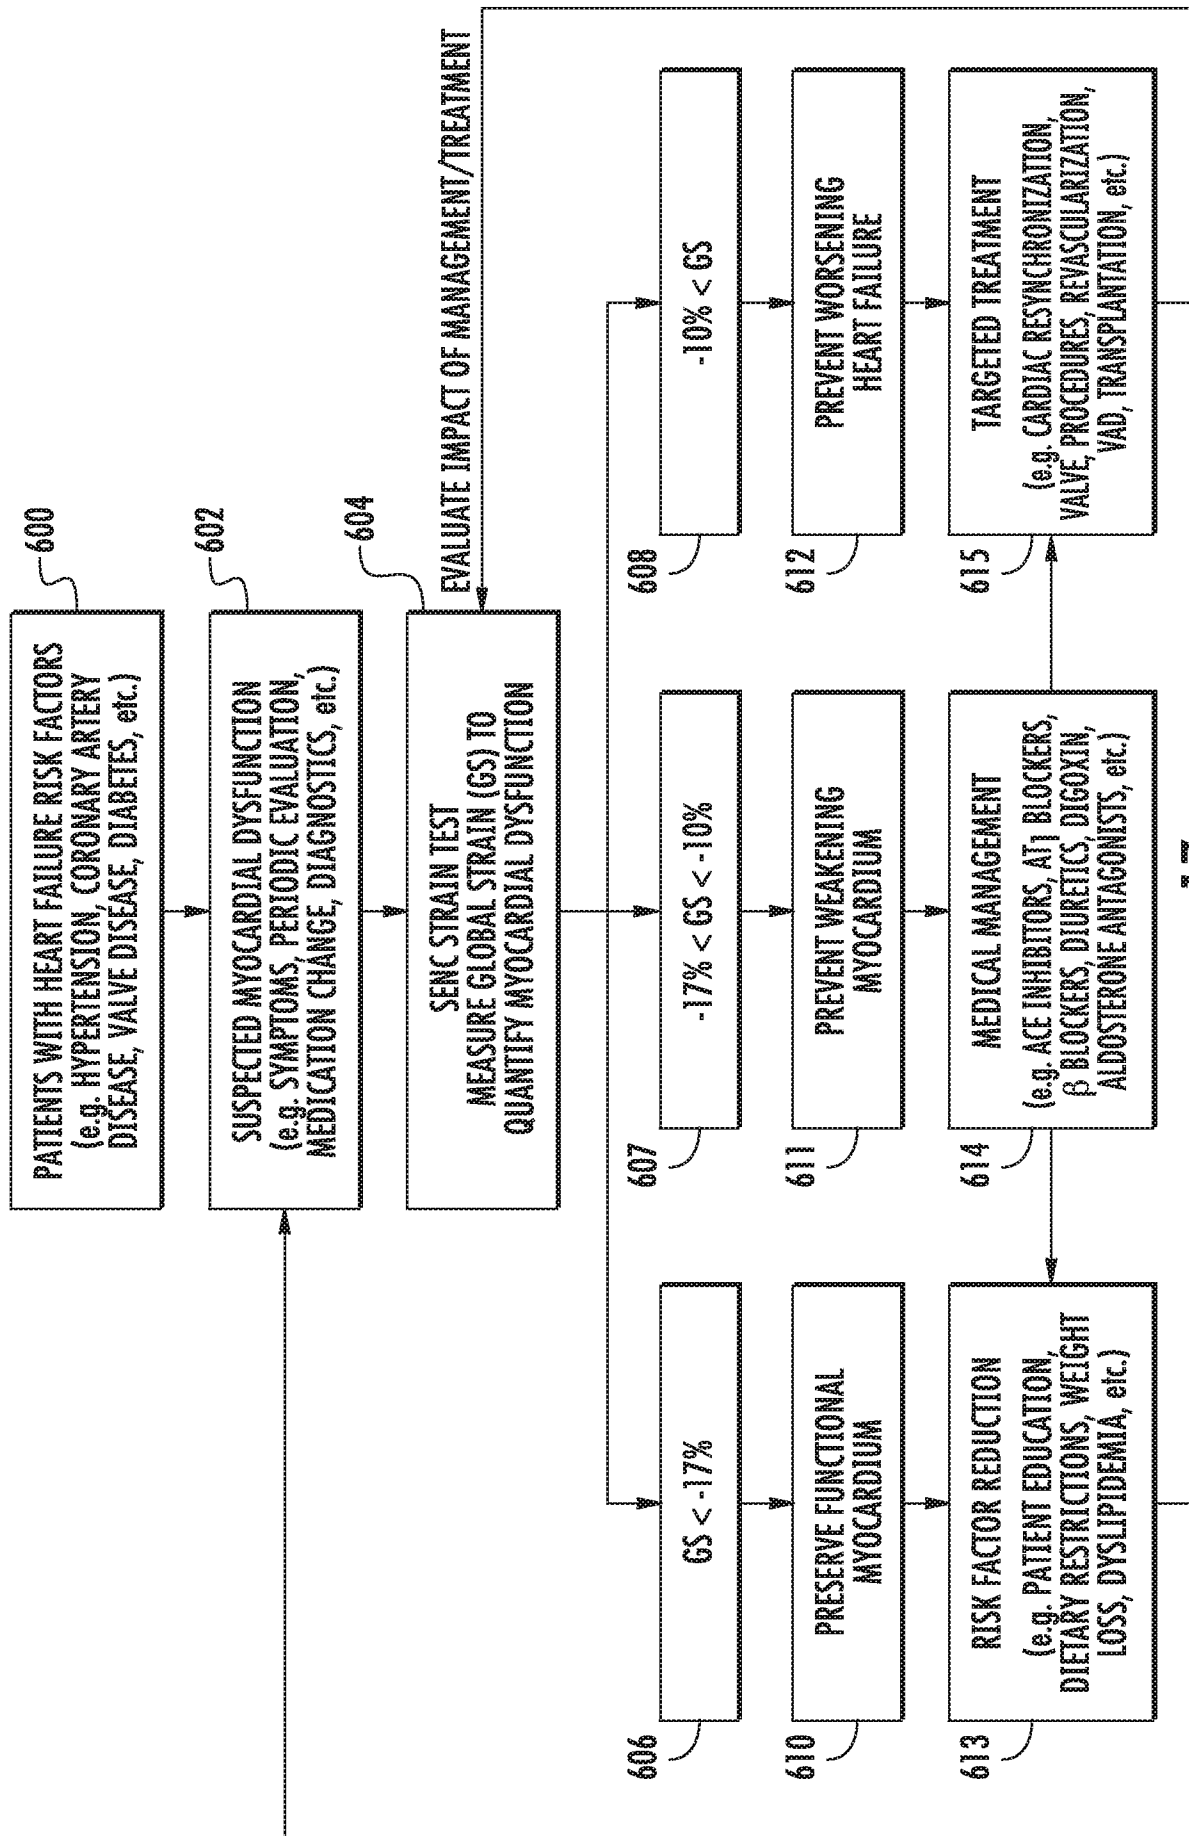 600
PATIENTS WITH HEART FAILURE RISK FACTORS
(e.g. HYPERTENSION, CORONARY ARTERY
DISEASE, VALVE DISEASE, DIABETES, etc.)
602
SUSPECTED MYOCARDIAL DYSFUNCTION
(e.g. SYMPTOMS, PERIODIC EVALUATION,
MEDICATION CHANGE, DIAGNOSTICS, etc.)
604
SENC STRAIN TEST
MEASURE GLOBAL STRAIN (GS) TO
QUANTIFY MYOCARDIAL DYSFUNCTION
EVALUATE IMPACT OF MANAGEMENT/TREATMENT
606
GS < -17%
607
-17% < GS < -10%
608
-10% < GS
610
PRESERVE FUNCTIONAL
MYOCARDIUM
611
PREVENT WEAKENING
MYOCARDIUM
612
PREVENT WORSENING
HEART FAILURE
613
RISK FACTOR REDUCTION
(e.g. PATIENT EDUCATION,
DIETARY RESTRICTIONS, WEIGHT
LOSS, DYSLIPIDEMIA, etc.)
614
MEDICAL MANAGEMENT
(e.g. ACE INHIBITORS, AT1 BLOCKERS,
β BLOCKERS, DIURETICS, DIGOXIN,
ALDOSTERONE ANTAGONISTS, etc.)
615
TARGETED TREATMENT
(e.g. CARDIAC RESYNCHRONIZATION,
VALVE, PROCEDURES, REVASCULARIZATION,
VAD, TRANSPLANTATION, etc.)